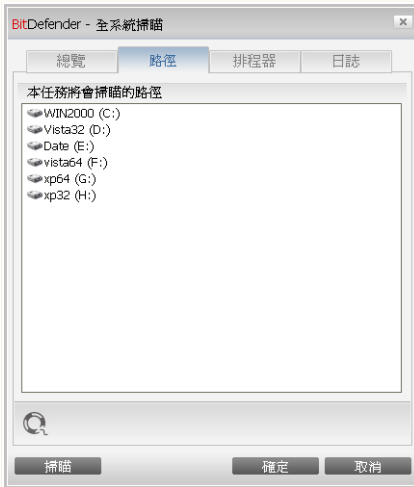 BitDefender - 全系統掃瞄
總覽 路徑 排程器 日誌
本任務將會掃瞄的路徑
WIN2000 (C:)
Vista32 (D:)
Date (E:)
vista64 (F:)
xp64 (G:)
xp32 (H:)
掃瞄 確定 取消